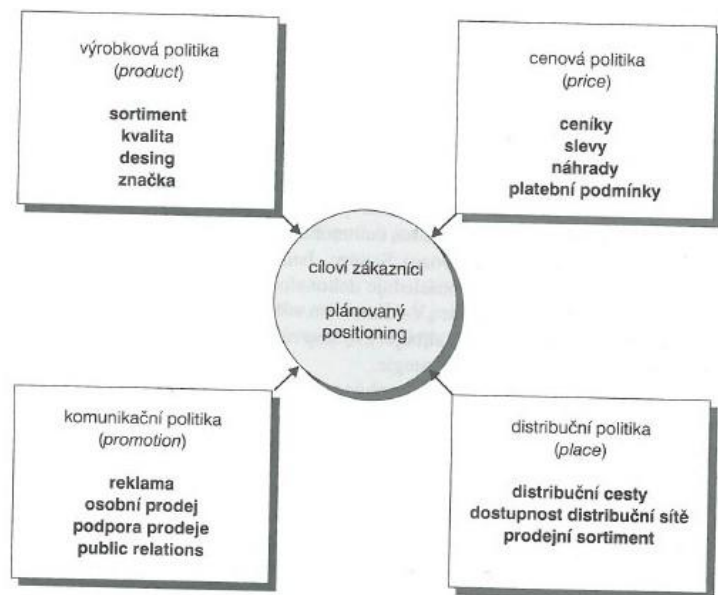 výrobková politika
(product)
sortiment
kvalita
desing
značka
cenová politika
(price)
ceníky
slevy
náhrady
platební podmínky
cíloví zákazníci
plánovaný
positioning
komunikační politika
(promotion)
reklama
osobní prodej
podpora prodeje
public relations
distribuční politika
(place)
distribuční cesty
dostupnost distribuční sítě
prodejní sortiment